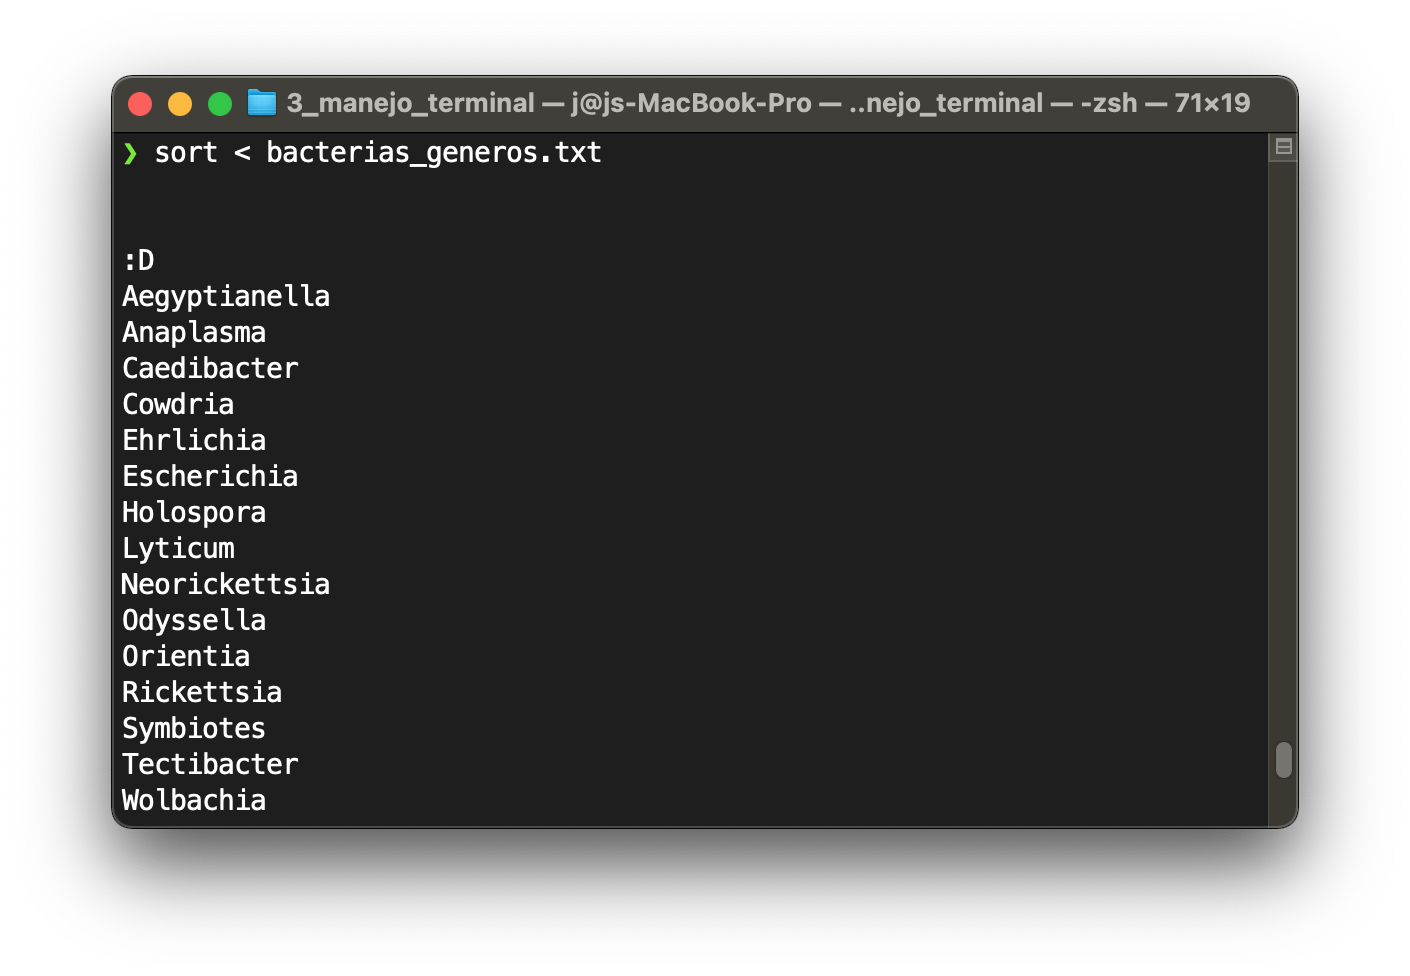 3_manejo_terminal — j@js-MacBook-Pro — ..nejo_terminal — -zsh — 71×19
❯ sort < bacterias_generos.txt
:D
Aegyptianella
Anaplasma
Caedibacter
Cowdria
Ehrlichia
Escherichia
Holospora
Lyticum
Neorickettsia
Odyssella
Orientia
Rickettsia
Symbiotes
Tectibacter
Wolbachia